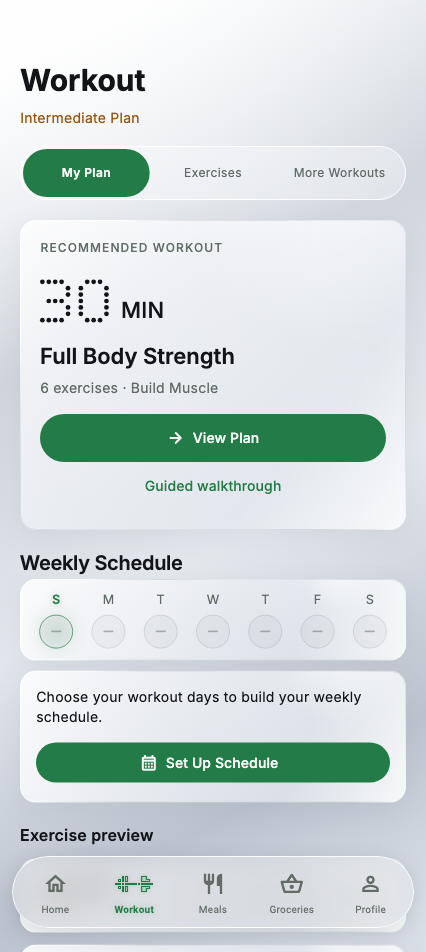 Workout
Intermediate Plan
My Plan
Exercises
More Workouts
RECOMMENDED WORKOUT
30 MIN
Full Body Strength
6 exercises · Build Muscle
View Plan
Guided walkthrough
Weekly Schedule
S M T W T F S
Choose your workout days to build your weekly
schedule.
Set Up Schedule
Exercise preview
Home
Workout
Meals
Groceries
Profile